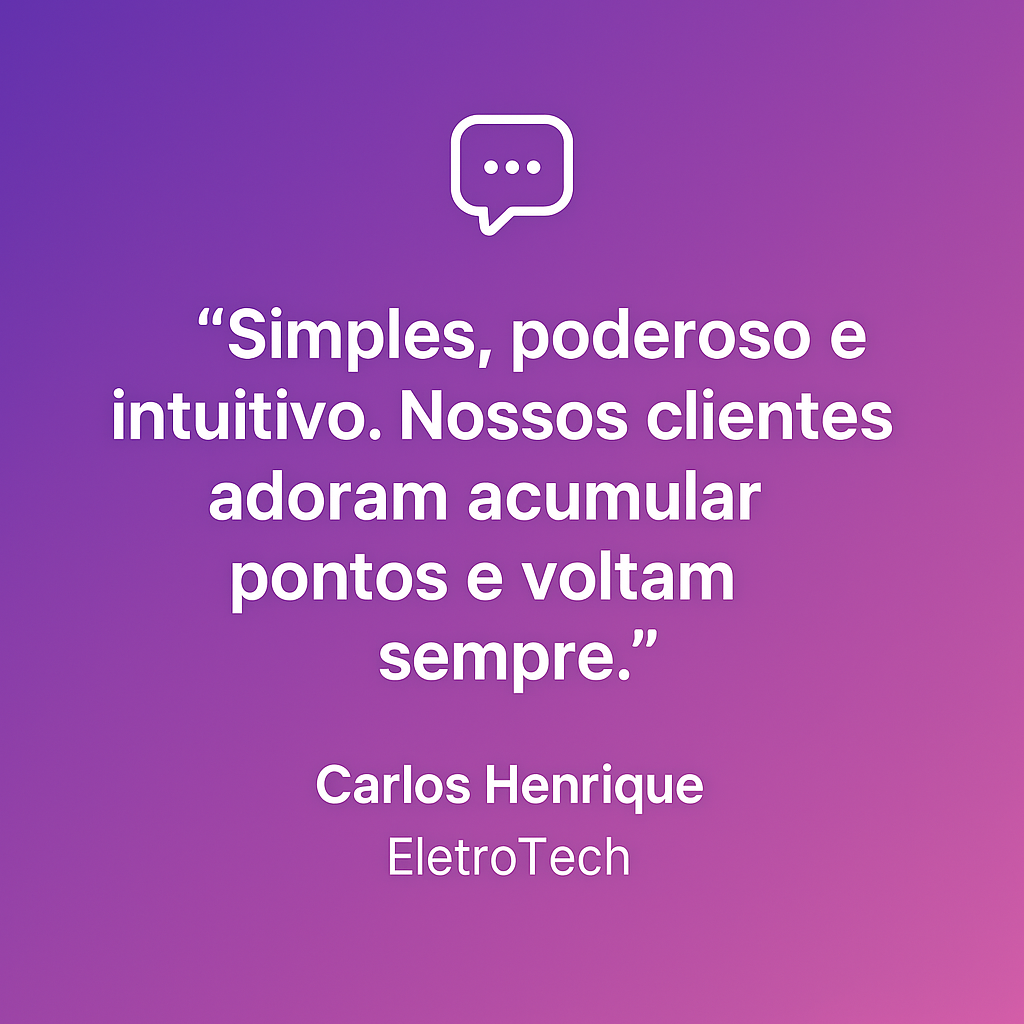 “Simples, poderoso e
intuitivo. Nossos clientes
adoram acumular
pontos e voltam
sempre.”
Carlos Henrique
EletroTech